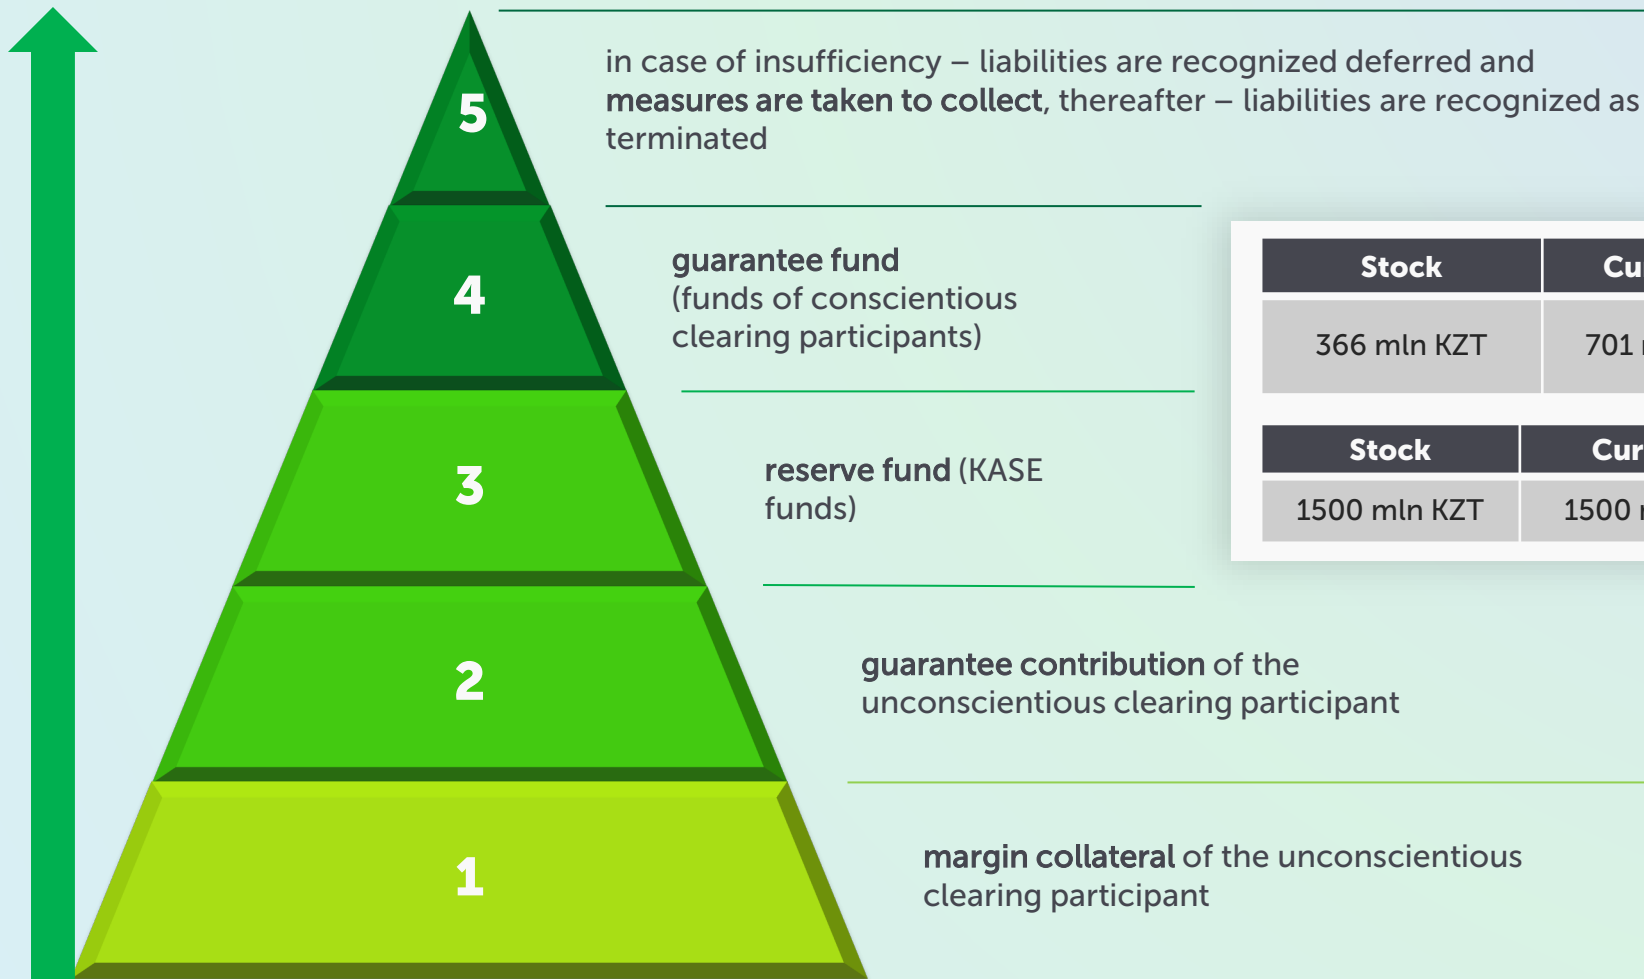 5
in case of insufficiency – liabilities are recognized deferred and
measures are taken to collect, thereafter – liabilities are recognized as
terminated
4
guarantee fund
(funds of conscientious
clearing participants)
Stock
366 mln KZT
701
3
reserve fund (KASE
funds)
Stock
1500 mln KZT
1500
2
guarantee contribution of the
unconscientious clearing participant
1
margin collateral of the unconscientious
clearing participant